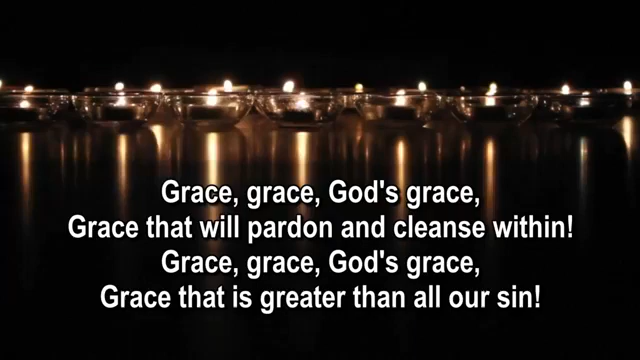 Grace, grace, God's grace,
Grace that will pardon and cleanse within!
Grace, grace, God's grace,
Grace that is greater than all our sin!